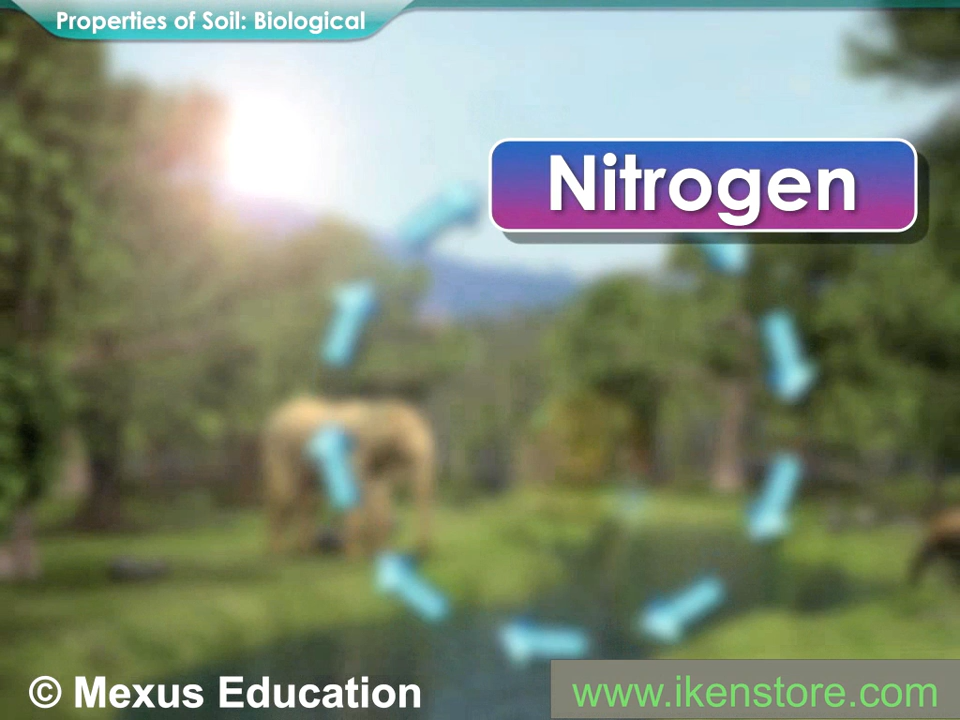 Properties of Soil: Biological
Nitrogen
© Mexus Education
www.ikenstore.com